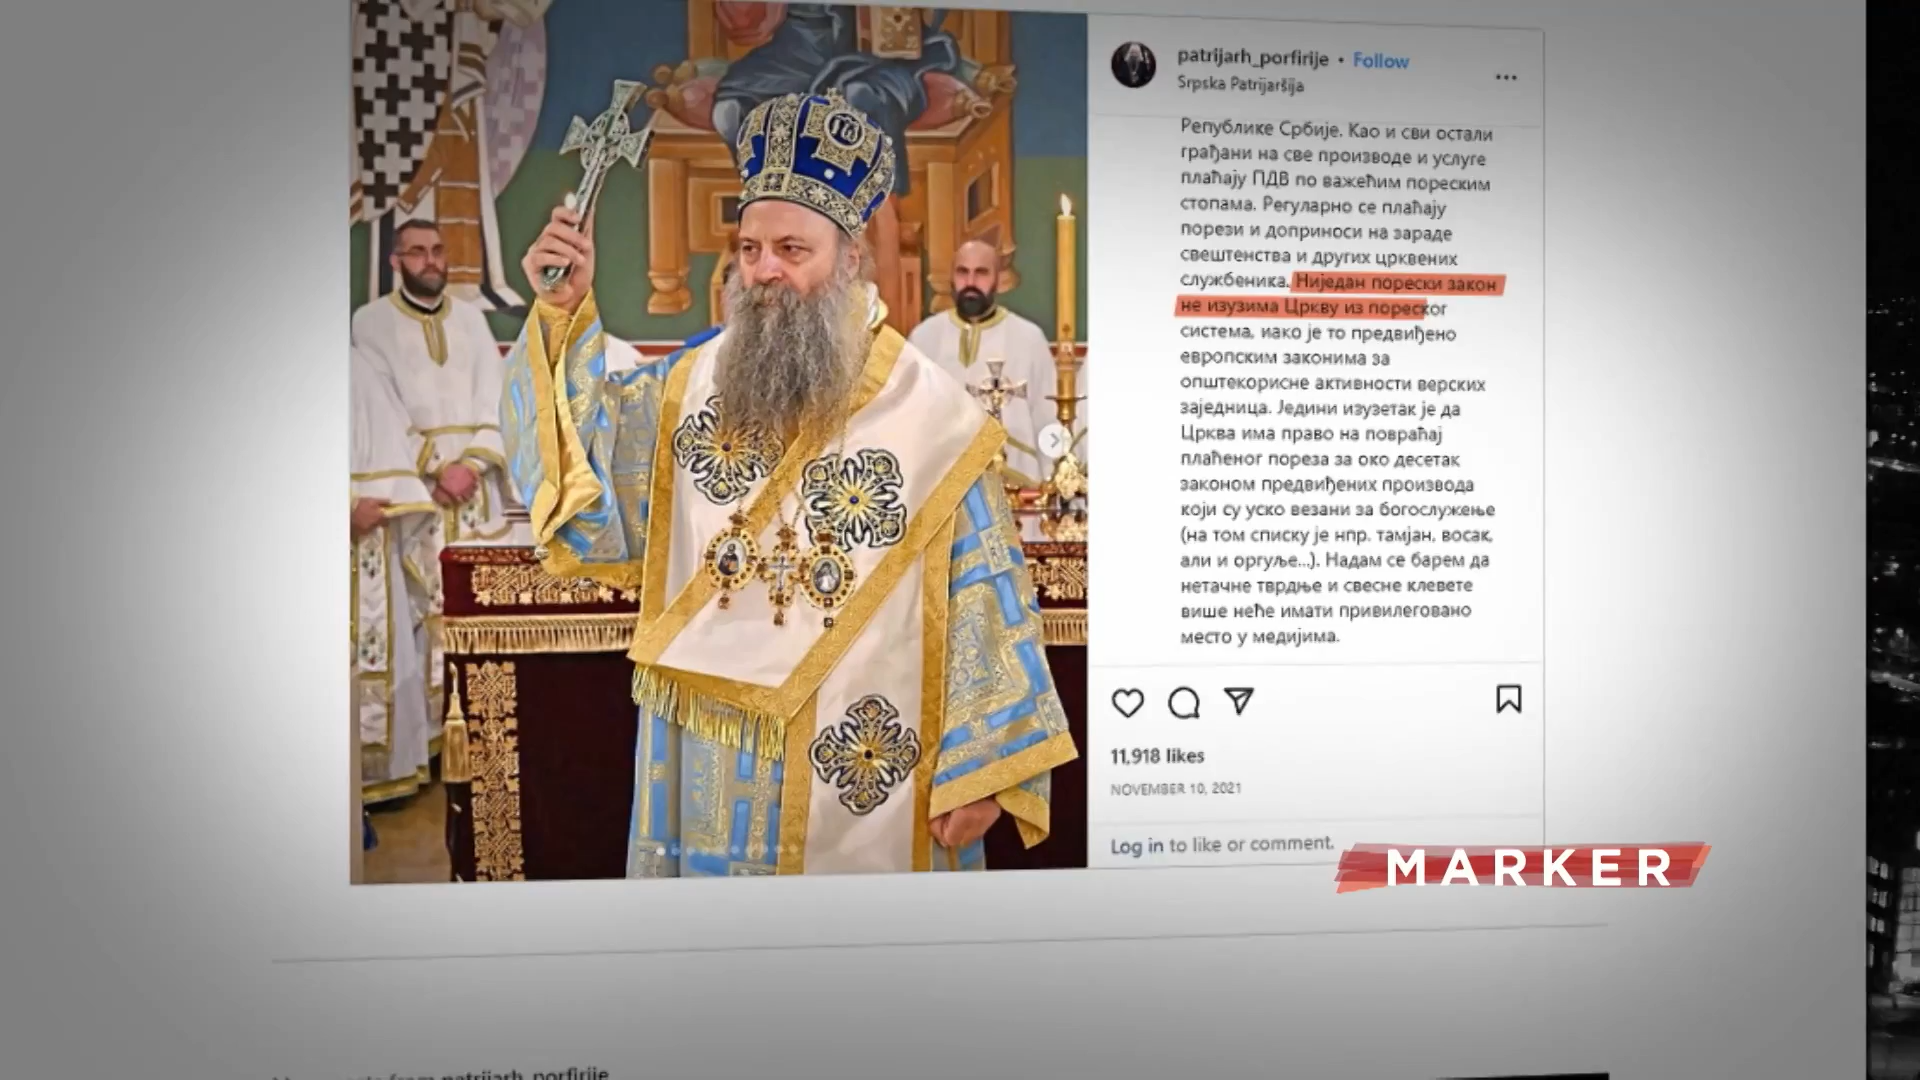 patrijarh_porfirije • Follow
Srpska Patrijaršija
Републике Србије. Као и сви остали
грађани на све производе и услуге
плаћају ПДВ по важећим пореским
стопама. Регуларно се плаћају
порези и доприноси на зараде
свештенства и других црквених
службеника. Ниједан порески закон
не изузима Цркву из пореског
система, иако је то предвиђено
европским законима за
општекорисне активности верских
заједница. Једини изузетак је да
Црква има право на повраћај
плаћеног пореза за око десетак
законом предвиђених производа
који су уско везани за богослужење
(на том списку је нпр. тамјан, восак,
али и оргуље...). Надам се барем да
нетачне тврдње и свесне клевете
више неће имати привилеговано
место у медијима.
11,918 likes
NOVEMBER 10, 2021
Log in to like or comment.
MARKER
patrijarh_porfirije